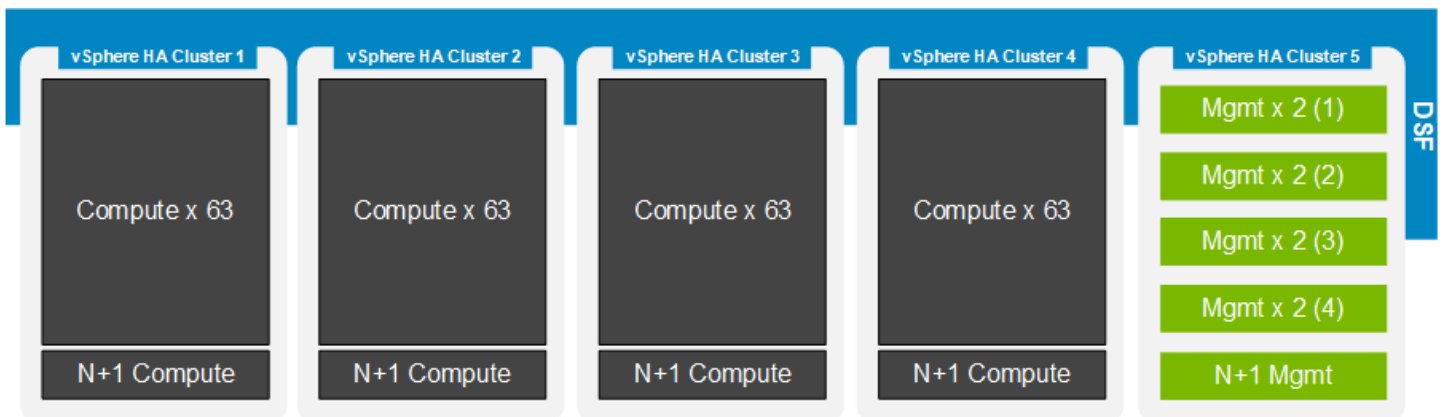 vSphere HA Cluster 1
Compute x 63
N+1 Compute
vSphere HA Cluster 2
Compute x 63
N+1 Compute
vSphere HA Cluster 3
Compute x 63
N+1 Compute
vSphere HA Cluster 4
Compute x 63
N+1 Compute
vSphere HA Cluster 5
Mgmt x 2 (1)
Mgmt x 2 (2)
Mgmt x 2 (3)
Mgmt x 2 (4)
N+1 Mgmt
DSF